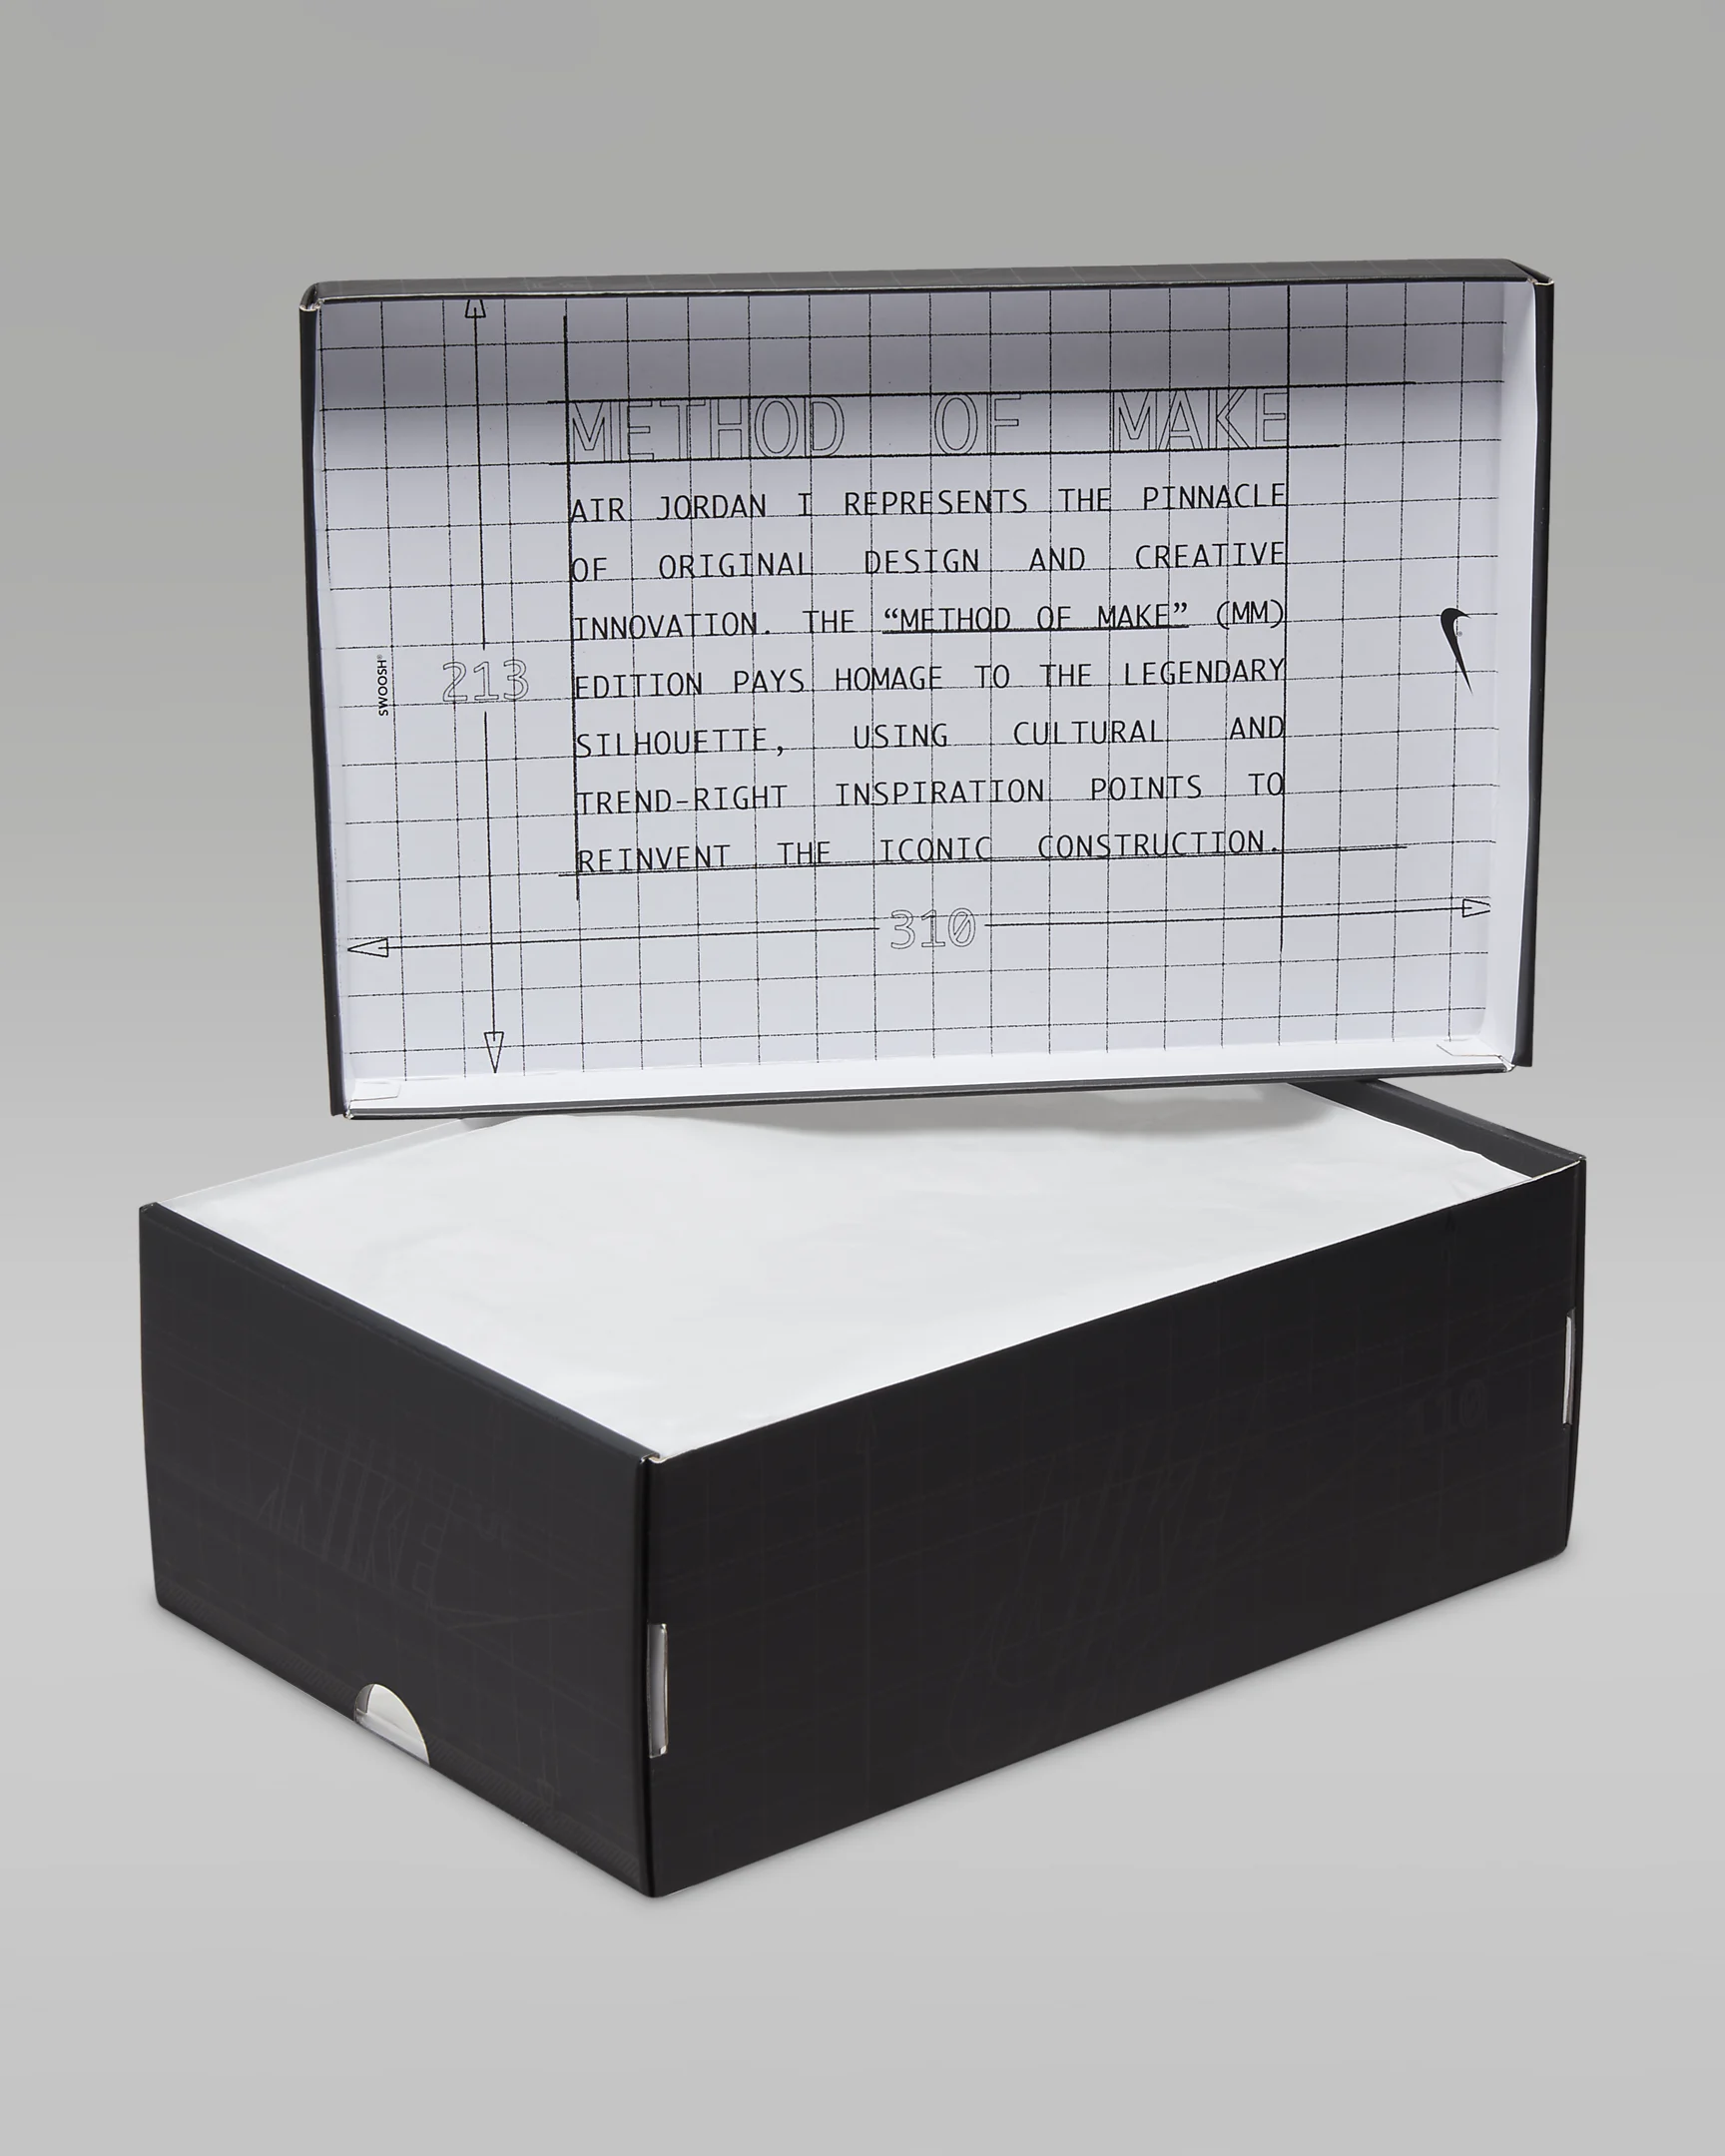 METHOD OF MAKE
AIR JORDAN I REPRESENTS THE PINNACLE
OF ORIGINAL DESIGN AND CREATIVE
INNOVATION. THE “METHOD OF MAKE” (MM)
EDITION PAYS HOMAGE TO THE LEGENDARY
SILHOUETTE, USING CULTURAL AND
TREND-RIGHT INSPIRATION POINTS TO
REINVENT THE ICONIC CONSTRUCTION.
SWOOSH®
213
310
NIKE